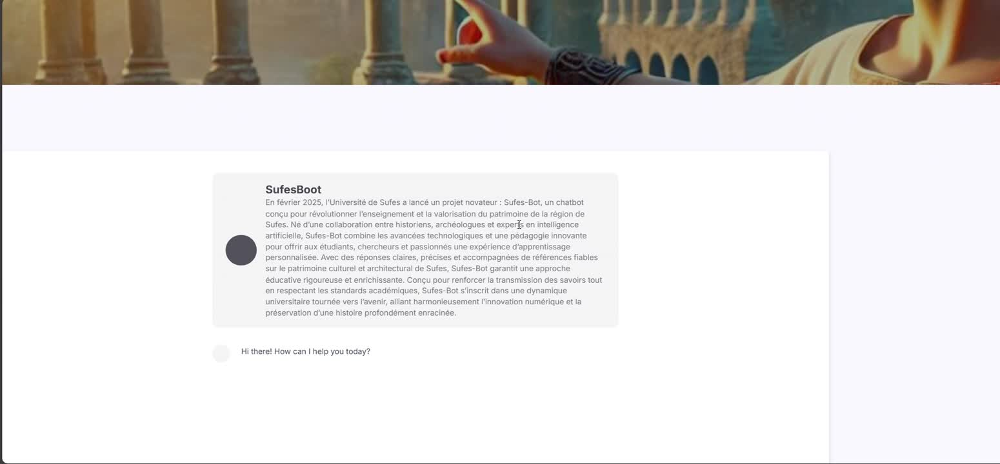 SufesBoot
En février 2025, l’Université de Sufes a lancé un projet novateur : Sufes-Bot, un chatbot
conçu pour révolutionner l’enseignement et la valorisation du patrimoine de la région de
Sufes. Né d’une collaboration entre historiens, archéologues et experts en intelligence
artificielle, Sufes-Bot combine les avancées technologiques et une pédagogie innovante
pour offrir aux étudiants, chercheurs et passionnés une expérience d’apprentissage
personnalisée. Avec des réponses claires, précises et accompagnées de références fiables
sur le patrimoine culturel et architectural de Sufes, Sufes-Bot garantit une approche
éducative rigoureuse et enrichissante. Conçu pour renforcer la transmission des savoirs tout
en respectant les standards académiques, Sufes-Bot s’inscrit dans une dynamique
universitaire tournée vers l’avenir, alliant harmonieusement l’innovation numérique et la
préservation d’une histoire profondément enracinée.
Hi there! How can I help you today?